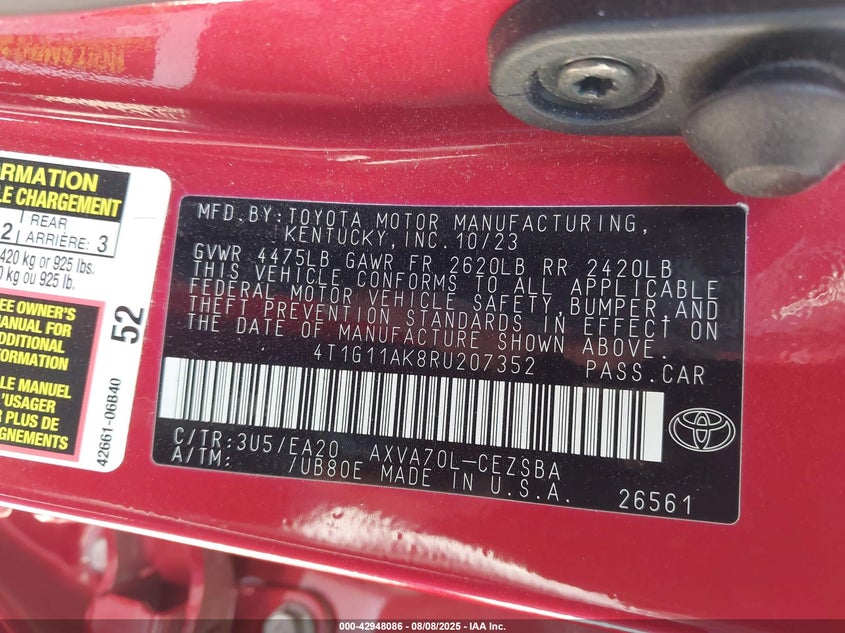 ORMATION
LE CHARGEMENT
2
REAR
ARRIÈRE
3
420 kg or 925 lbs.
0 kg ou 925 lb.
EE OWNER'S
MANUAL FOR
ADDITIONAL
FORMATION
LE MANUEL
'USAGER
R PLUS DE
IGNEMENTS
52
42661-06B40
MFD.BY:TOYOTA MOTOR MANUFACTURING,
KENTUCKY,INC.10/23
GVWR 4475LB GAWR FR 2620LB RR 2420LB
THIS VEHICLE CONFORMS TO ALL APPLICABLE
FEDERAL MOTOR VEHICLE SAFETY,BUMPER,AND
THEFT PREVENTION STANDARDS IN EFFECT ON
THE DATE OF MANUFACTURE SHOWN ABOVE.
4T1G11AK8RU207352 PASS.CAR
C/TR:3U5/EA20 AXVA70L-CEZSBA
A/TM: /UB80E MADE IN U.S.A.
26561
000-42948086 - 08/08/2025 - IAA Inc.